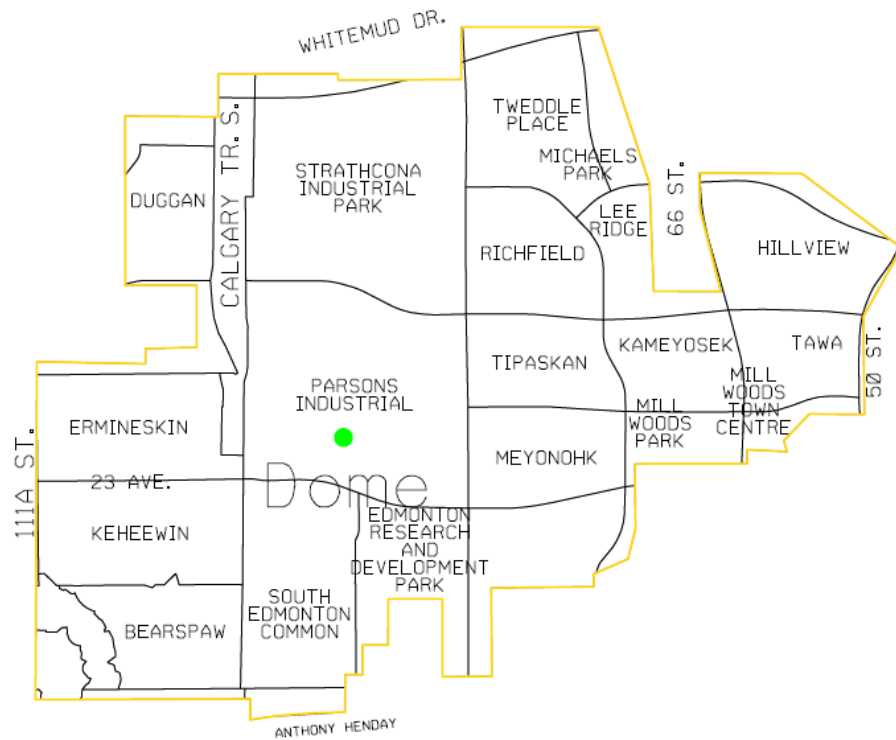 WHITEMUD DR.
TWEDDLE
PLACE
MICHAELS
PARK
CALGARY TR. S.
STRATHCONA
INDUSTRIAL
PARK
DUGGAN
LEE
RIDGE
66 ST.
RICHFIELD
HILLVIEW
TIPASKAN
KAMEYOSEK
TAWA
50 ST.
PARSONS
INDUSTRIAL
MILL
WOODS
TOWN
CENTRE
MILL
WOODS
PARK
111A ST.
ERMINESKIN
MEYONOHK
23 AVE.
Dome
KEHEEWIN
EDMONTON
RESEARCH
AND
DEVELOPMENT
PARK
SOUTH
EDMONTON
COMMON
BEARSPAW
ANTHONY HENDAY